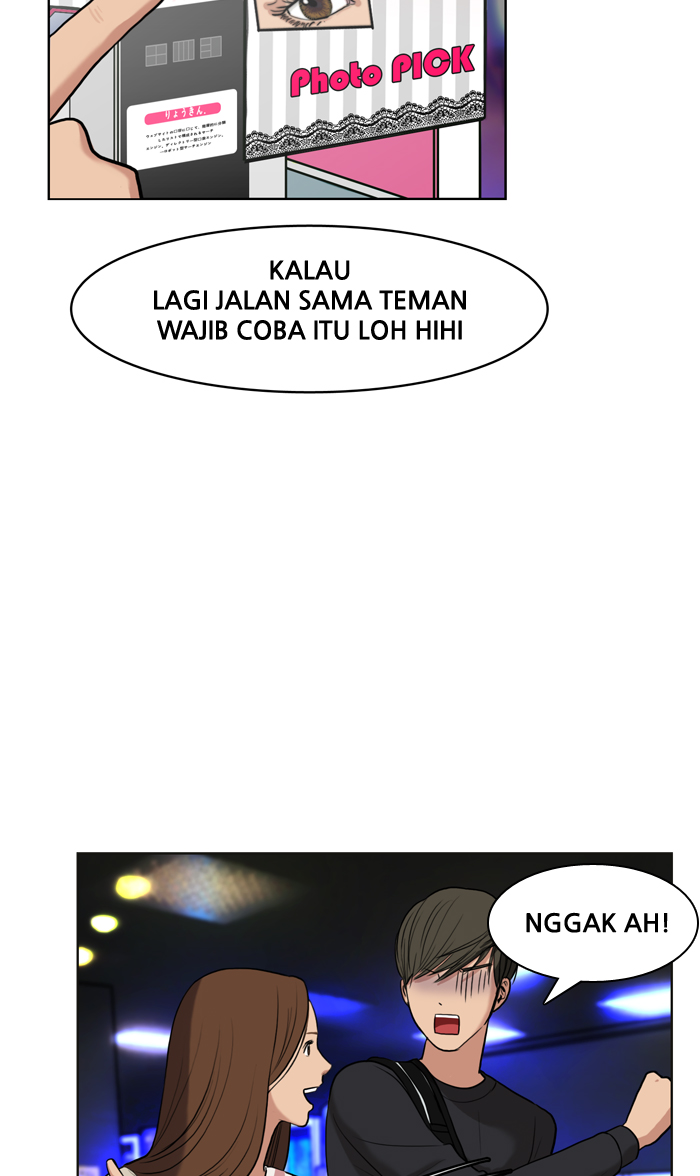 Photo PICK
りょうきん.
KALAU
LAGI JALAN SAMA TEMAN
WAJIB COBA ITU LOH HIHI
NGGAK AH!